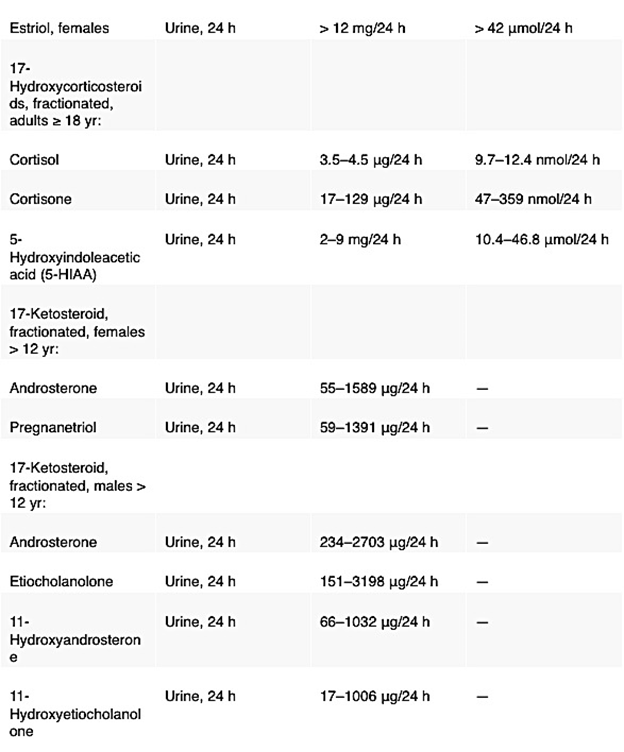 Estriol, females Urine, 24 h > 12 mg/24 h > 42 µmol/24 h
17-
Hydroxycorticosteroi
ds, fractionated,
adults ≥ 18 yr:
Cortisol Urine, 24 h 3.5–4.5 µg/24 h 9.7–12.4 nmol/24 h
Cortisone Urine, 24 h 17–129 µg/24 h 47–359 nmol/24 h
5- Urine, 24 h 2–9 mg/24 h 10.4–46.8 µmol/24 h
Hydroxyindoleacetic
acid (5-HIAA)
17-Ketosteroid,
fractionated, females
> 12 yr:
Androsterone Urine, 24 h 55–1589 µg/24 h —
Pregnanetriol Urine, 24 h 59–1391 µg/24 h —
17-Ketosteroid,
fractionated, males >
12 yr:
Androsterone Urine, 24 h 234–2703 µg/24 h —
Etiocholanolone Urine, 24 h 151–3198 µg/24 h —
11- Urine, 24 h 66–1032 µg/24 h —
Hydroxyandrosteron
e
11- Urine, 24 h 17–1006 µg/24 h —
Hydroxyetiocholanol
one